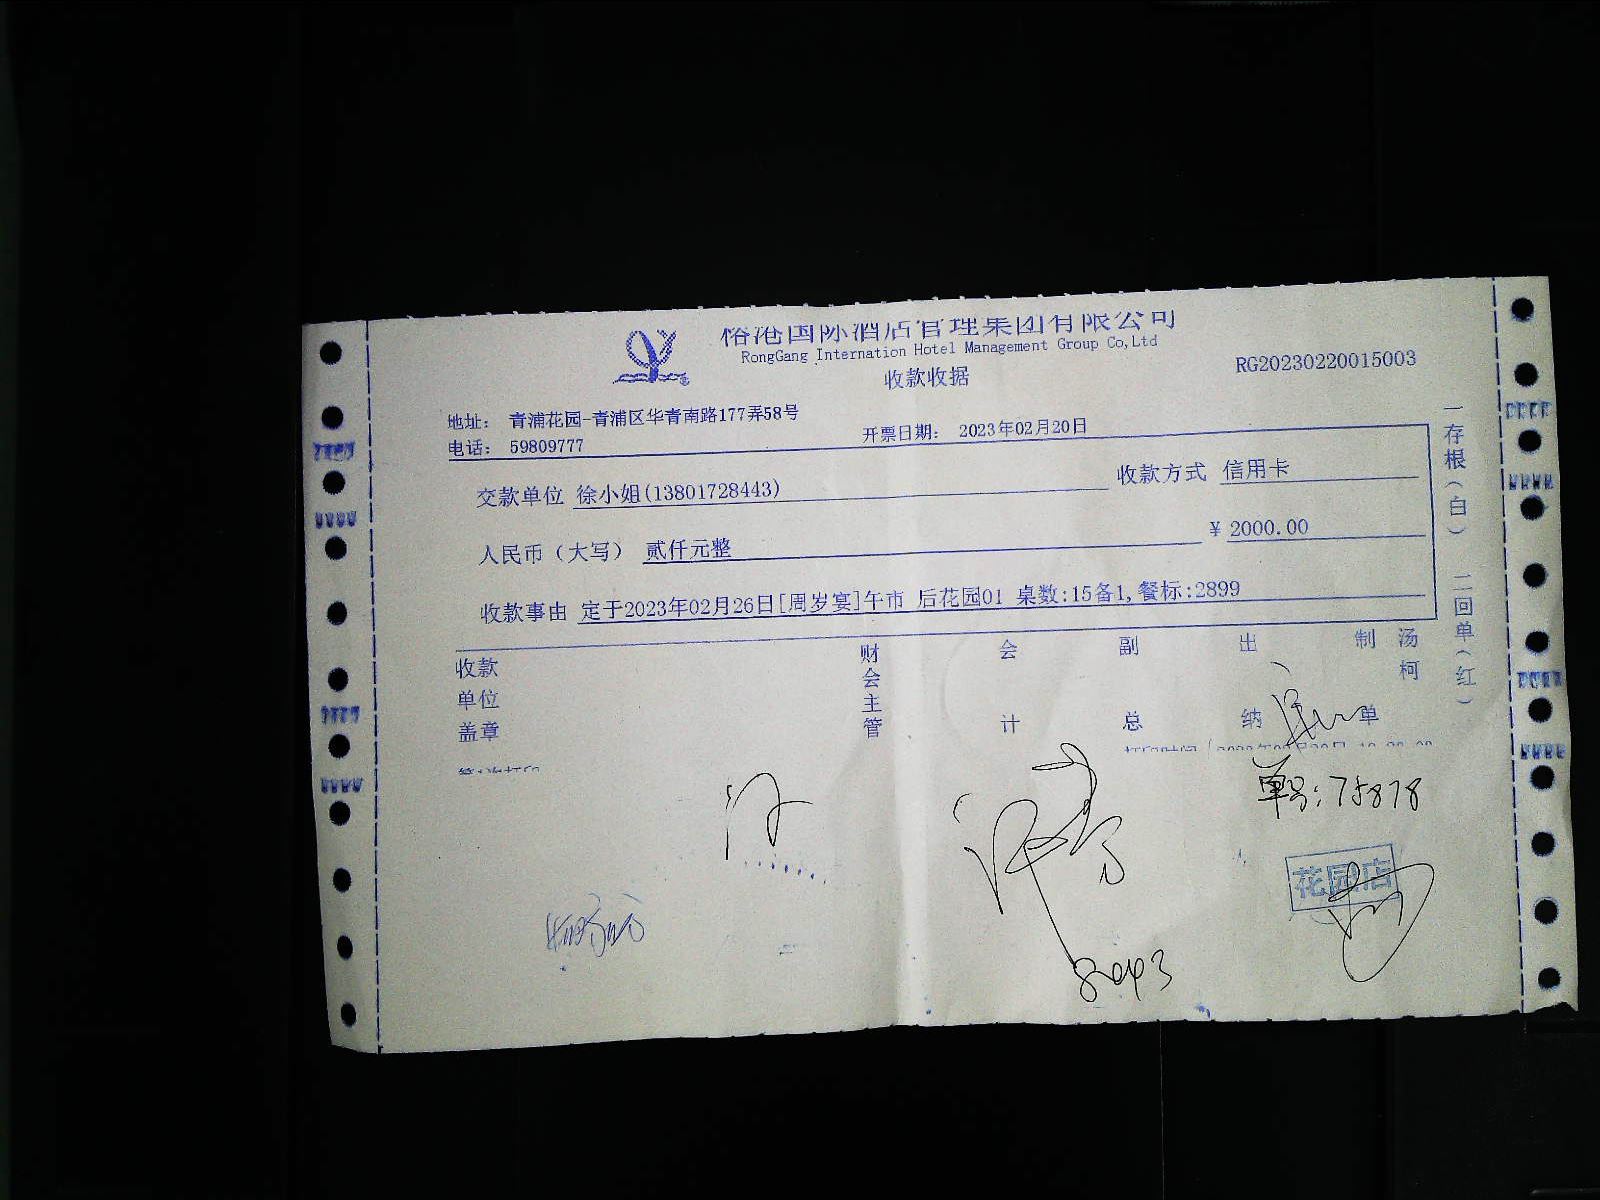 裕港国际酒店管理集团有限公司
RongGang Internation Hotel Management Group Co,Ltd
收款收据
RG20230220015003
地址： 青浦花园-青浦区华青南路177弄58号
电话： 59809777
开票日期： 2023年02月20日
交款单位 徐小姐(13801728443)
收款方式 信用卡
人民币（大写） 贰仟元整
¥ 2000.00
收款事由 定于2023年02月26日[周岁宴]午市 后花园01 桌数:15备1,餐标:2899
收款单位盖章
财会主管
会计
副总
出纳
制单
汤柯
一存根（白） 二回单（红）
单号:75878
花园店